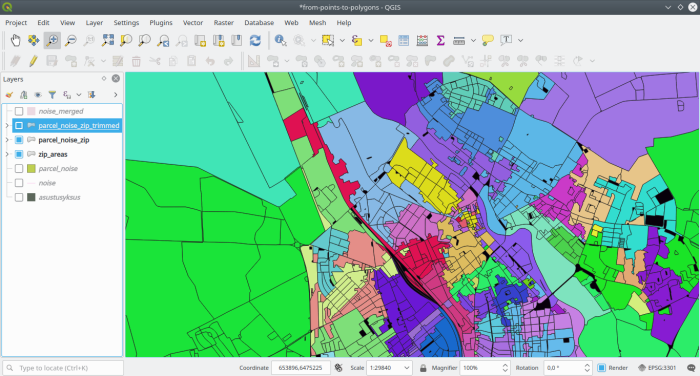 *from-points-to-polygons - QGIS
Project Edit View Layer Settings Plugins Vector Raster Database Web Mesh Help
Layers
noise_merged
parcel_noise_zip_trimmed
parcel_noise_zip
zip_areas
parcel_noise
noise
asustusyksus
Type to locate (Ctrl+K) Coordinate 653896,6475225 Scale 1:29840 Magnifier 100% Rotation 0,0 ° Render EPSG:3301